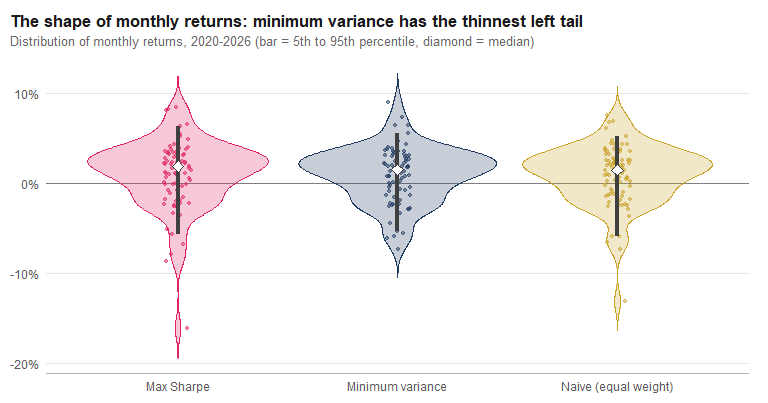 The shape of monthly returns: minimum variance has the thinnest left tail
Distribution of monthly returns, 2020-2026 (bar = 5th to 95th percentile, diamond = median)
10%
0%
-10%
-20%
Max Sharpe
Minimum variance
Naive (equal weight)